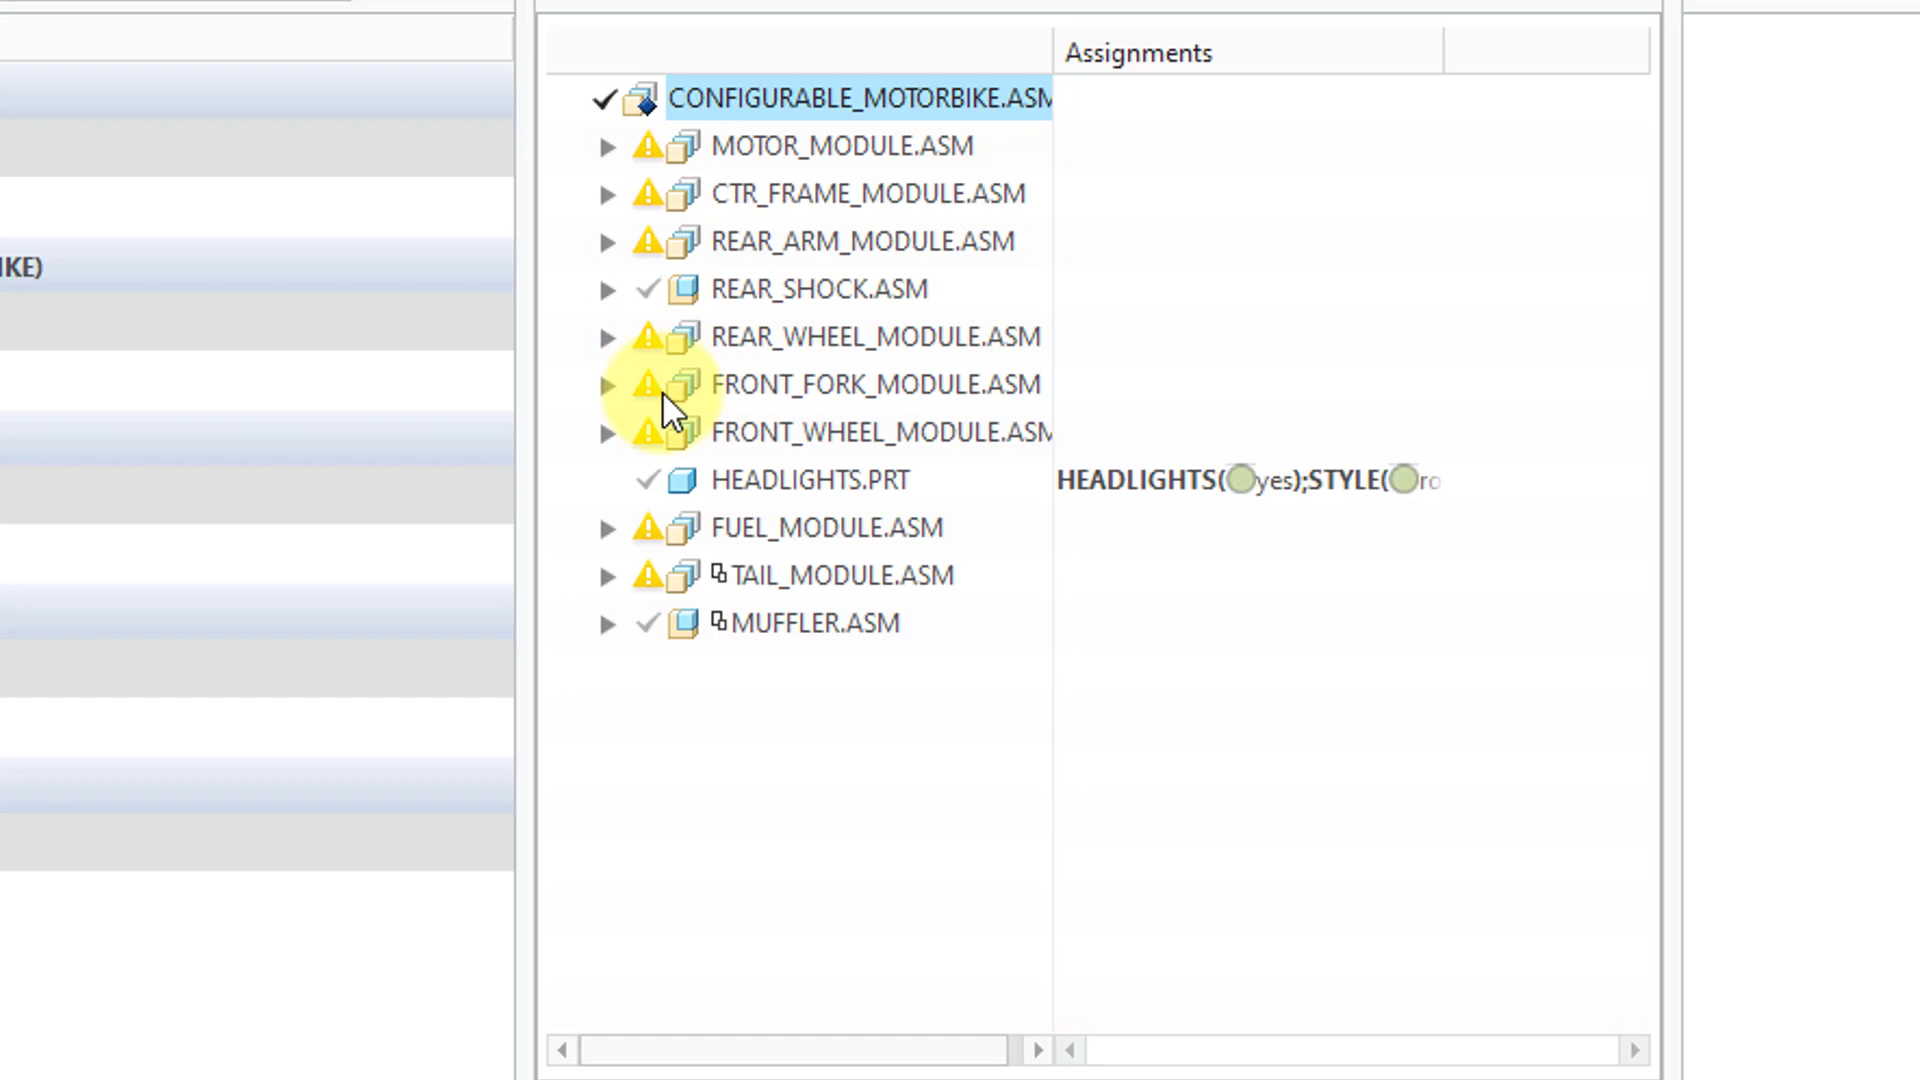 Assignments
CONFIGURABLE_MOTORBIKE.ASM
MOTOR_MODULE.ASM
CTR_FRAME_MODULE.ASM
REAR_ARM_MODULE.ASM
IKE)
REAR_SHOCK.ASM
REAR_WHEEL_MODULE.ASM
FRONT_FORK_MODULE.ASM
FRONT_WHEEL_MODULE.ASM
HEADLIGHTS.PRT HEADLIGHTS(yes);STYLE(ro
FUEL_MODULE.ASM
TAIL_MODULE.ASM
MUFFLER.ASM